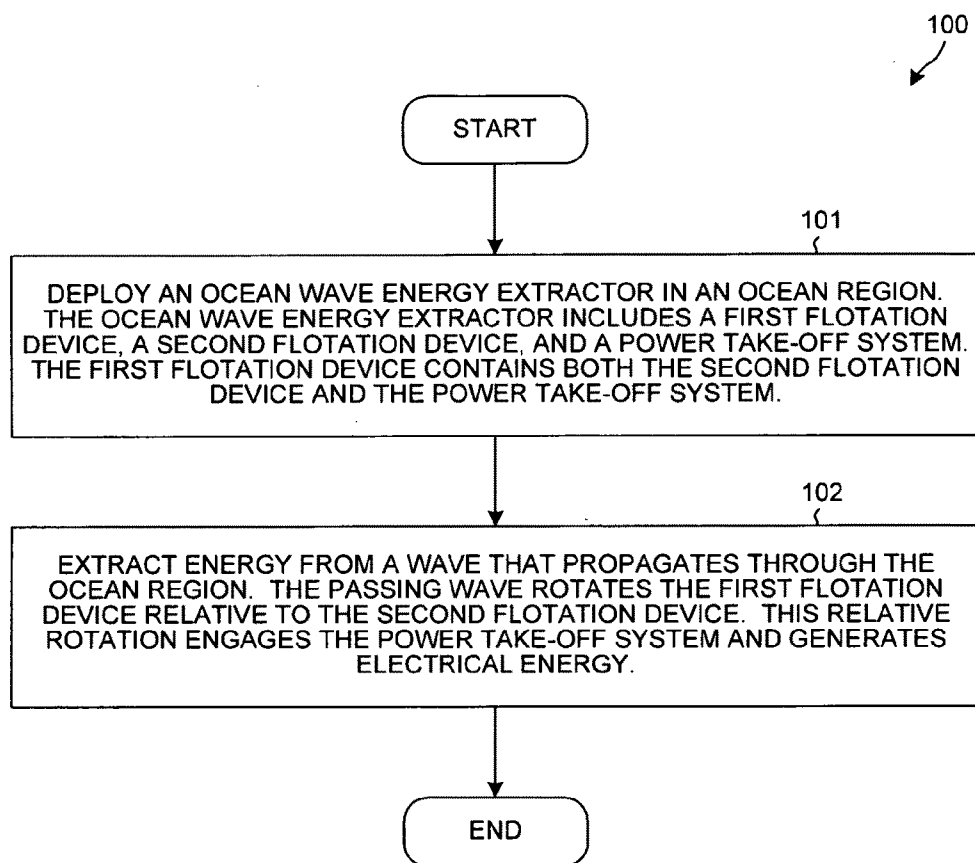 100
START
101
DEPLOY AN OCEAN WAVE ENERGY EXTRACTOR IN AN OCEAN REGION.
THE OCEAN WAVE ENERGY EXTRACTOR INCLUDES A FIRST FLOTATION
DEVICE, A SECOND FLOTATION DEVICE, AND A POWER TAKE-OFF SYSTEM.
THE FIRST FLOTATION DEVICE CONTAINS BOTH THE SECOND FLOTATION
DEVICE AND THE POWER TAKE-OFF SYSTEM.
102
EXTRACT ENERGY FROM A WAVE THAT PROPAGATES THROUGH THE
OCEAN REGION. THE PASSING WAVE ROTATES THE FIRST FLOTATION
DEVICE RELATIVE TO THE SECOND FLOTATION DEVICE. THIS RELATIVE
ROTATION ENGAGES THE POWER TAKE-OFF SYSTEM AND GENERATES
ELECTRICAL ENERGY.
END